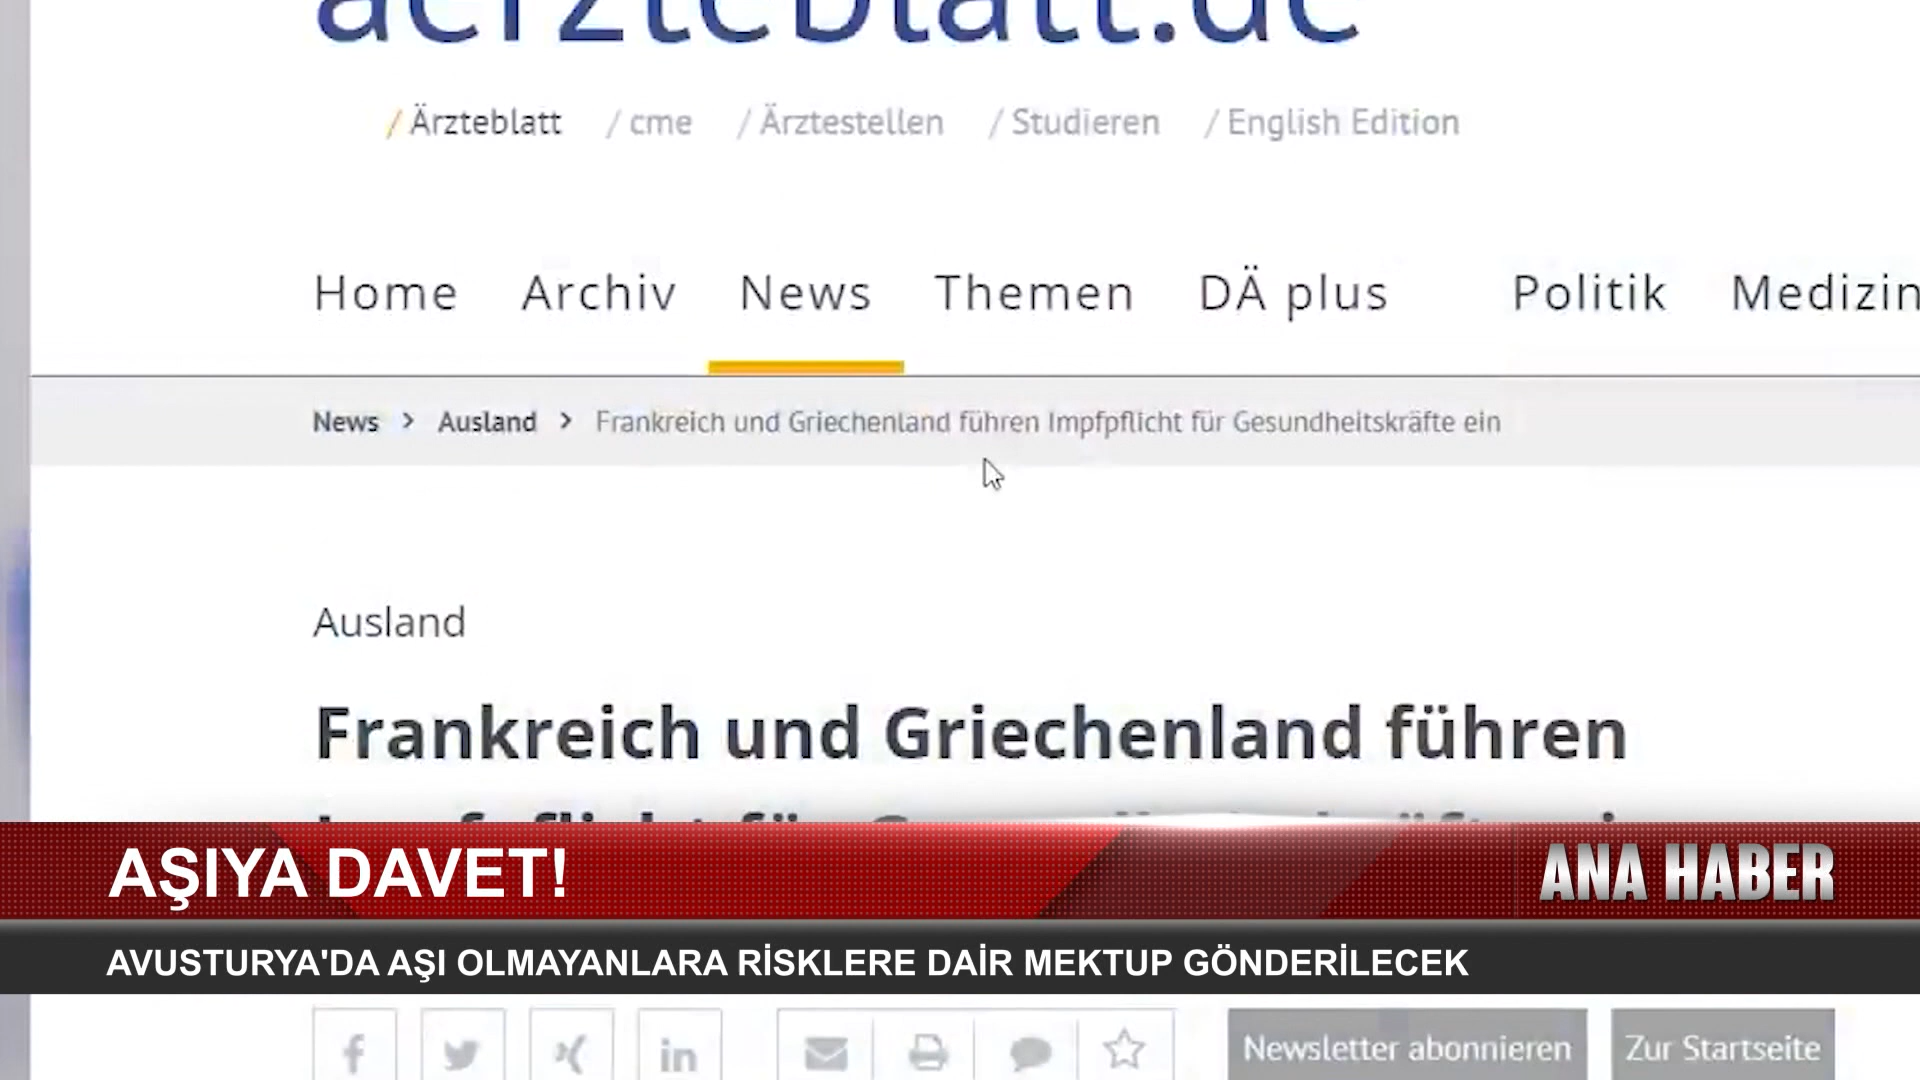 aerzteblatt.de
/ Ärzteblatt / cme / Ärztestellen / Studieren / English Edition
Home Archiv News Themen DÄ plus Politik Medizin
News > Ausland > Frankreich und Griechenland führen Impfpflicht für Gesundheitskräfte ein
Ausland
Frankreich und Griechenland führen
AŞIYA DAVET!
ANA HABER
AVUSTURYA'DA AŞI OLMAYANLARA RİSKLERE DAİR MEKTUP GÖNDERİLECEK
Newsletter abonnieren
Zur Startseite